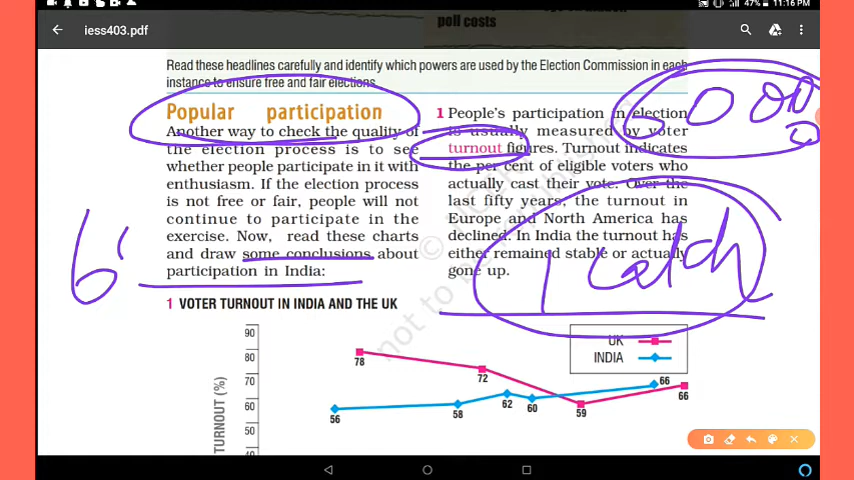 47% 11:16 PM
iess403.pdf
poll costs
Read these headlines carefully and identify which powers are used by the Election Commission in each
instance to ensure free and fair elections.
Popular participation
Another way to check the quality of
the election process is to see
whether people participate in it with
enthusiasm. If the election process
is not free or fair, people will not
continue to participate in the
exercise. Now, read these charts
and draw some conclusions about
participation in India:
1 People's participation in election
is usually measured by voter
turnout figures. Turnout indicates
the per cent of eligible voters who
actually cast their vote. Over the
last fifty years, the turnout in
Europe and North America has
declined. In India the turnout has
either remained stable or actually
gone up.
1 catch
1 VOTER TURNOUT IN INDIA AND THE UK
TURNOUT (%)
90
80
70
60
50
40
UK
INDIA
78
72
59
66
56
58
62
60
66
not to